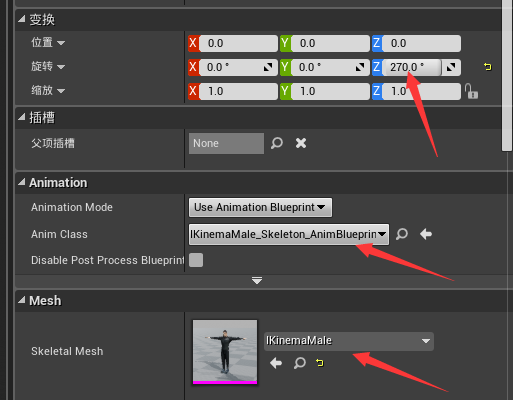 变换
位置 X 0.0 Y 0.0 Z 0.0
旋转 X 0.0 ° Y 0.0 ° Z 270.0 °
缩放 X 1.0 Y 1.0 Z 1.0
插槽
父项插槽 None
Animation
Animation Mode Use Animation Blueprint
Anim Class IKinemaMale_Skeleton_AnimBlueprin
Disable Post Process Blueprint
Mesh
Skeletal Mesh IKinemaMale